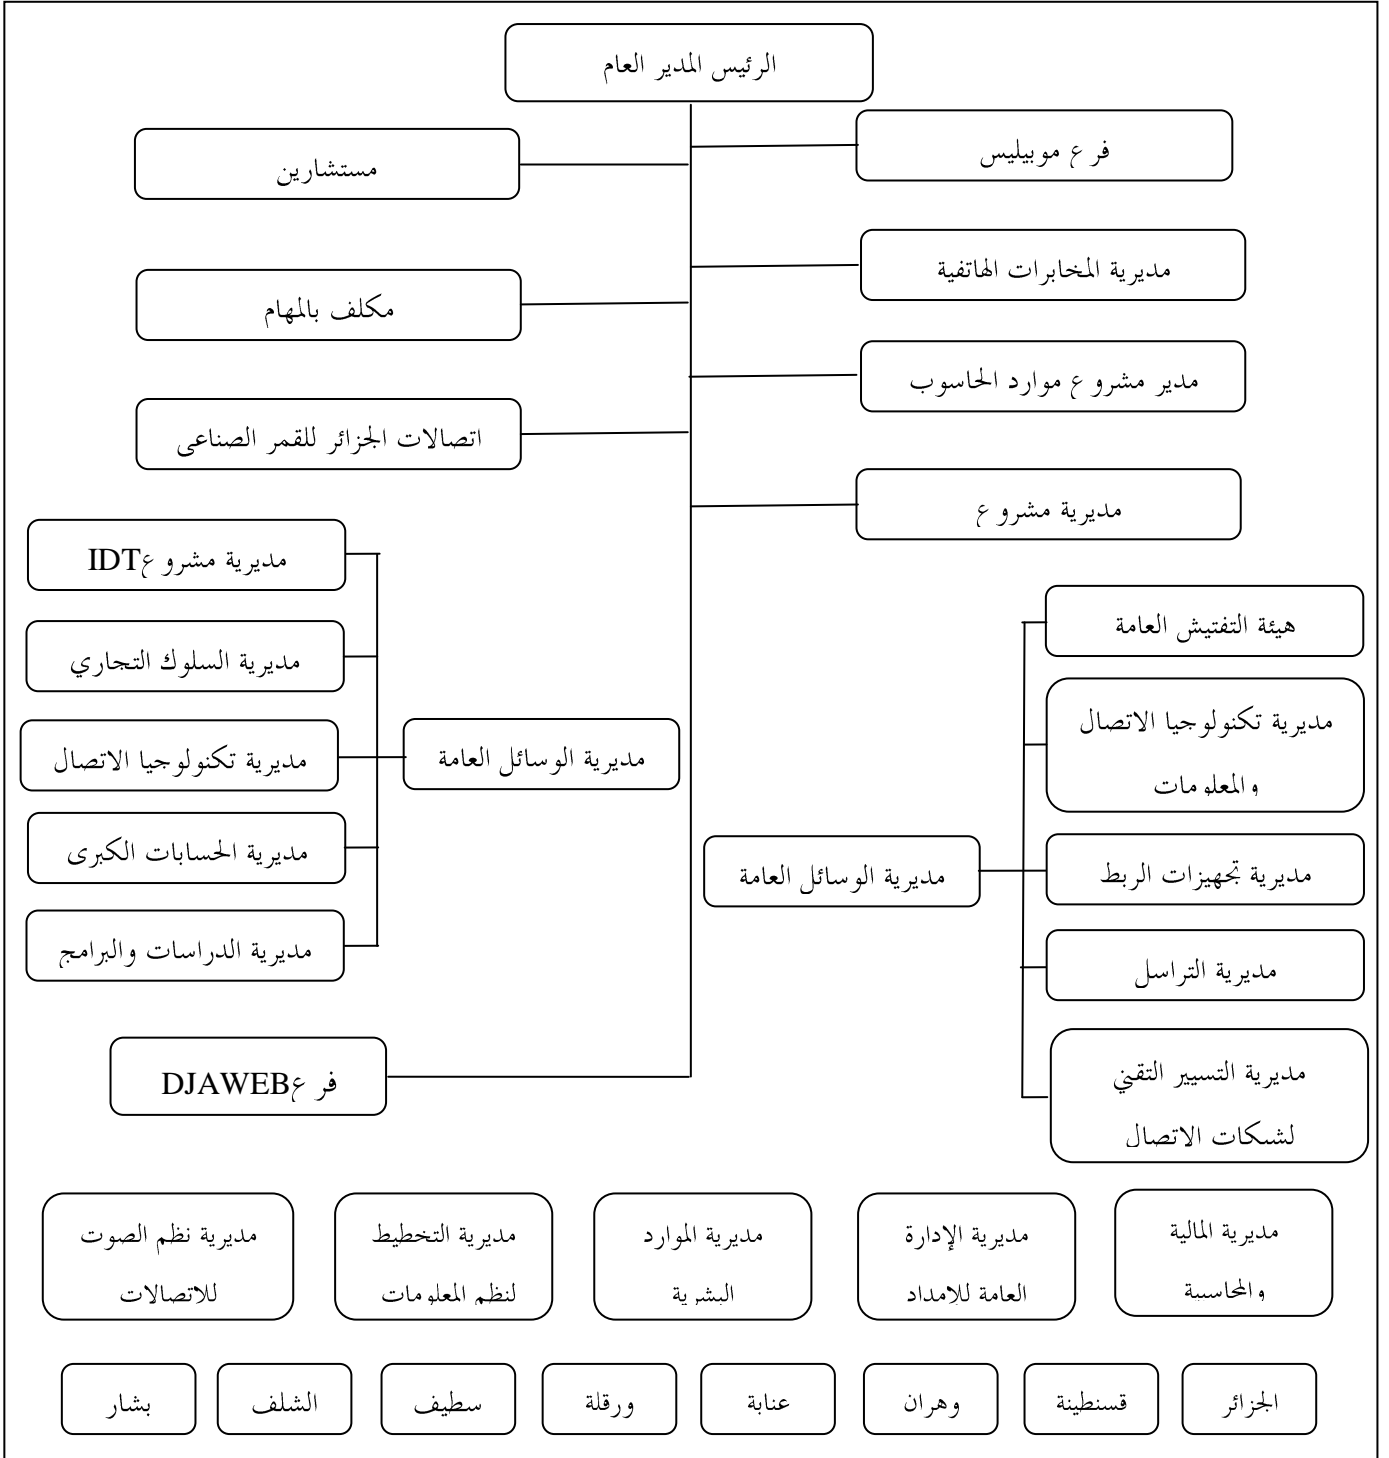 الرئيس المدير العام
فرع موبيليس
مستشارين
مديرية المخابرات الهاتفية
مكلف بالمهام
مدير مشروع موارد الحاسوب
اتصالات الجزائر للقمر الصناعى
مديرية مشروع
مديرية مشروعIDT
هيئة التفتيش العامة
مديرية السلوك التجاري
مديرية تكنولوجيا الاتصال
والمعلومات
مديرية تكنولوجيا الاتصال
مديرية الوسائل العامة
مديرية الحسابات الكبرى
مديرية تجهيزات الربط
مديرية الوسائل العامة
مديرية الدراسات والبرامج
مديرية التراسل
فرعDJAWEB
مديرية التسيير التقني
لشبكات الاتصال
مديرية المالية
والمحاسبة
مديرية الإدارة
العامة للإمداد
مديرية الموارد
البشرية
مديرية التخطيط
لنظم المعلومات
مديرية نظم الصوت
للاتصالات
الجزائر
قسنطينة
وهران
عنابة
ورقلة
سطيف
الشلف
بشار